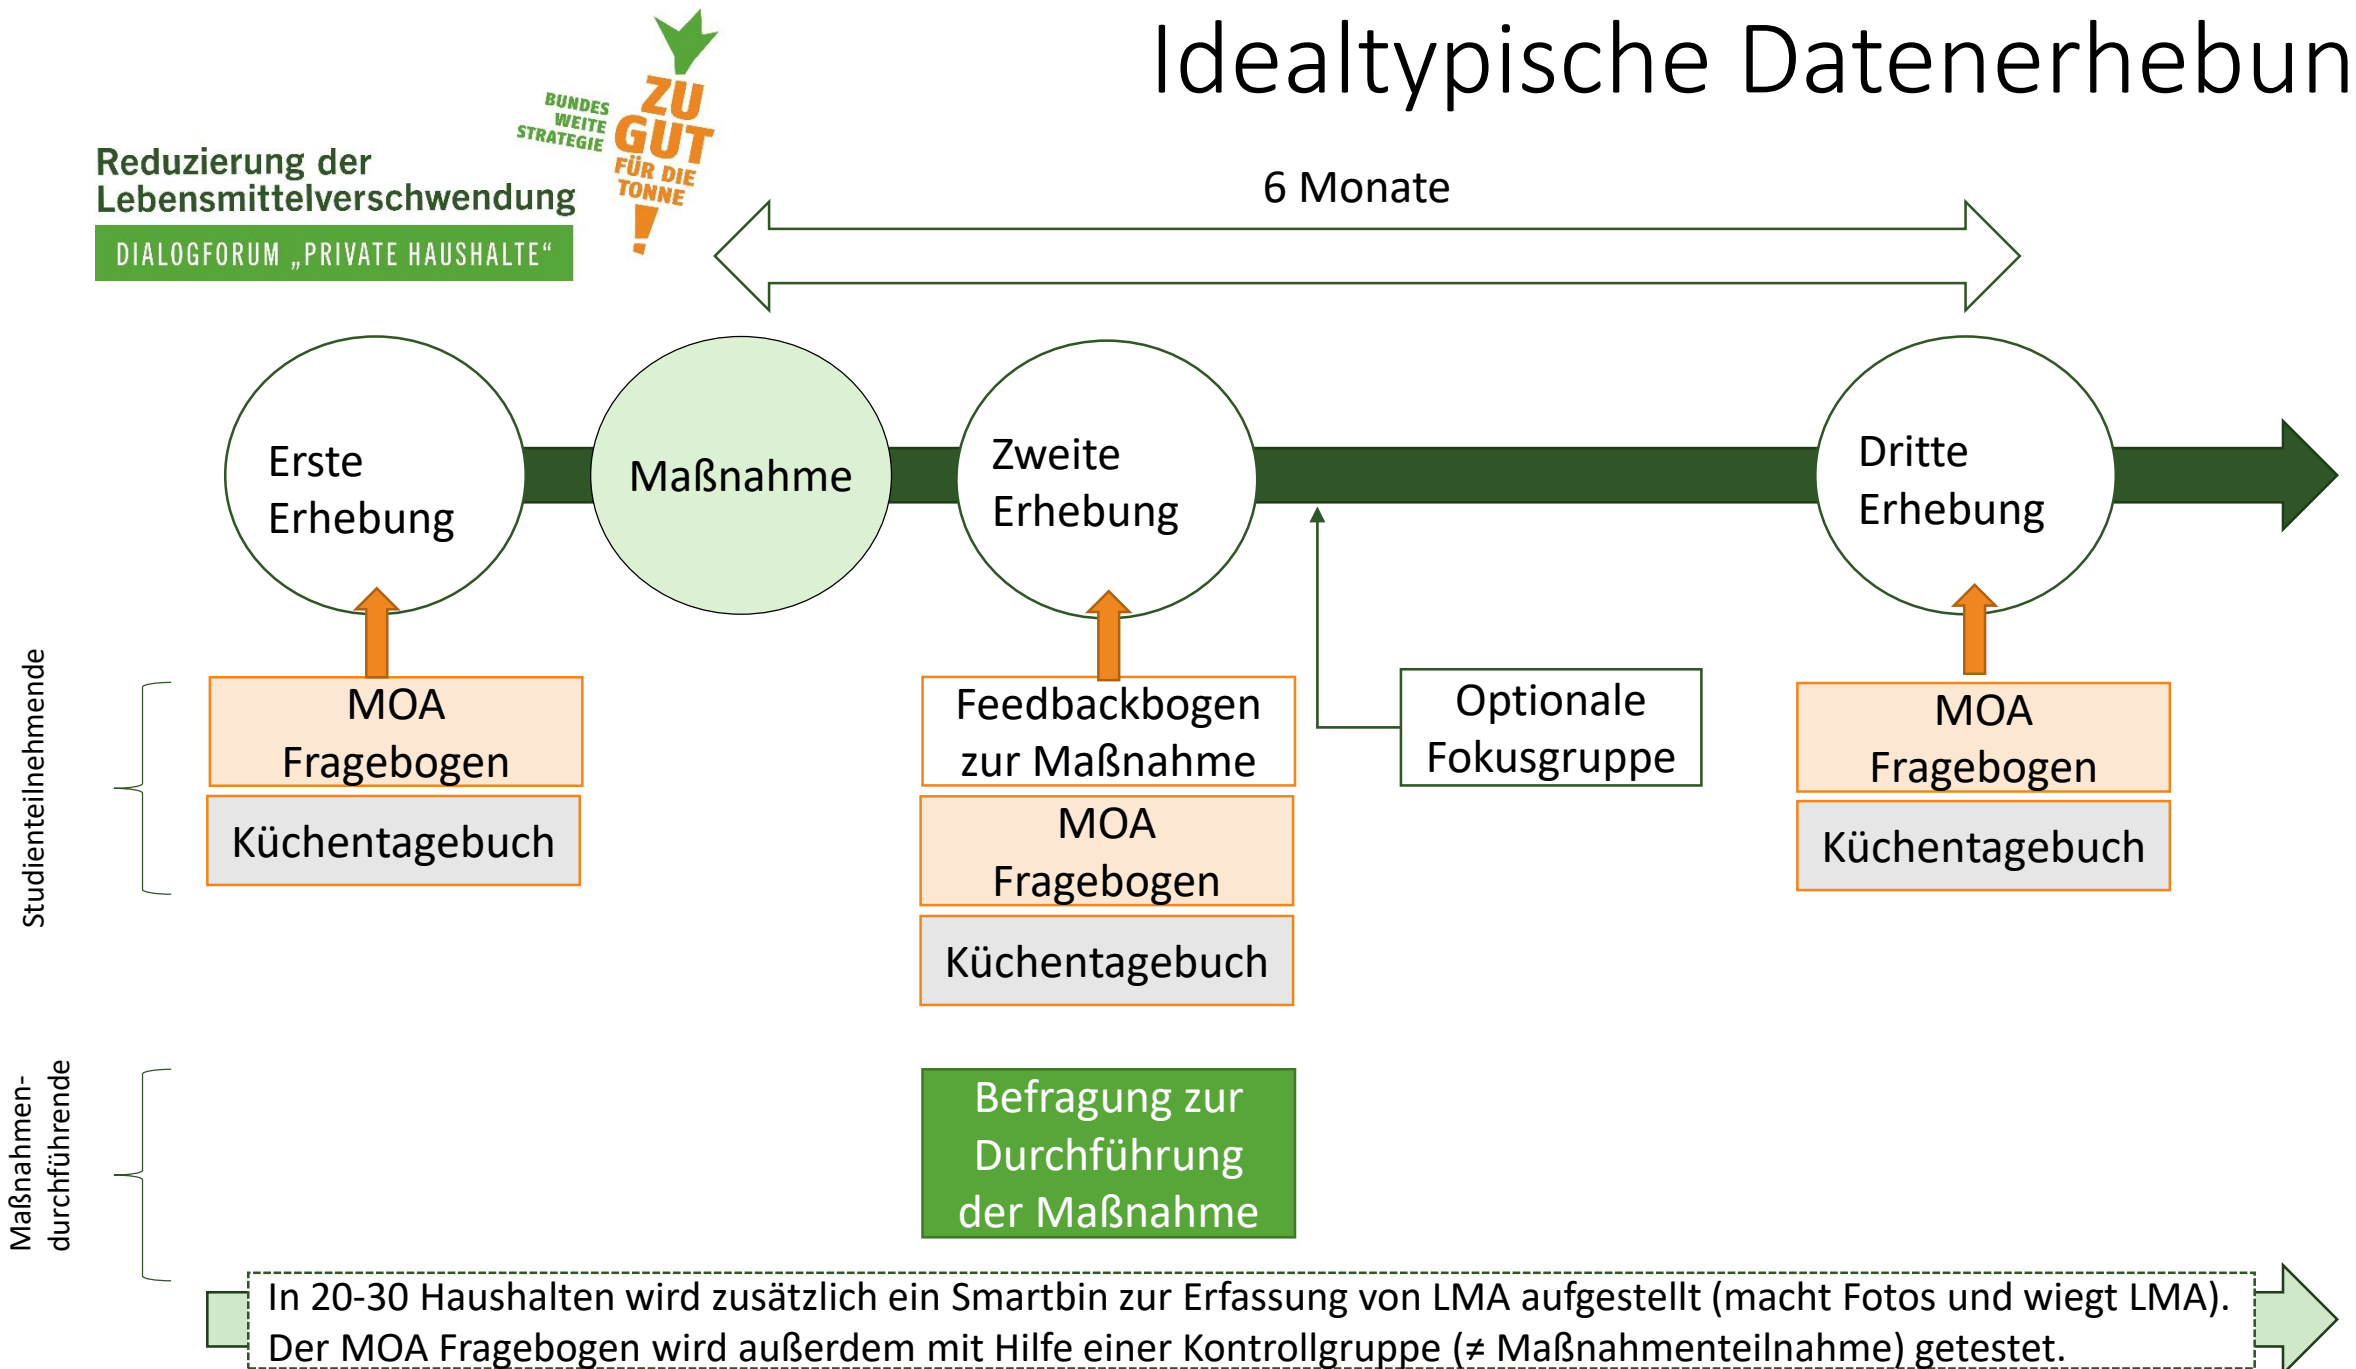 Idealtypische Datenerhebun
BUNDES
WEITE
STRATEGIE
ZU
GUT
FÜR DIE
TONNE
!
Reduzierung der
Lebensmittelverschwendung
DIALOGFORUM „PRIVATE HAUSHALTE“
6 Monate
Erste
Erhebung
Maßnahme
Zweite
Erhebung
Dritte
Erhebung
Studienteilnehmende
MOA
Fragebogen
Küchentagebuch
Feedbackbogen
zur Maßnahme
MOA
Fragebogen
Küchentagebuch
Optionale
Fokusgruppe
MOA
Fragebogen
Küchentagebuch
Maßnahmen-
durchführende
Befragung zur
Durchführung
der Maßnahme
In 20-30 Haushalten wird zusätzlich ein Smartbin zur Erfassung von LMA aufgestellt (macht Fotos und wiegt LMA).
Der MOA Fragebogen wird außerdem mit Hilfe einer Kontrollgruppe (≠ Maßnahmenteilnahme) getestet.